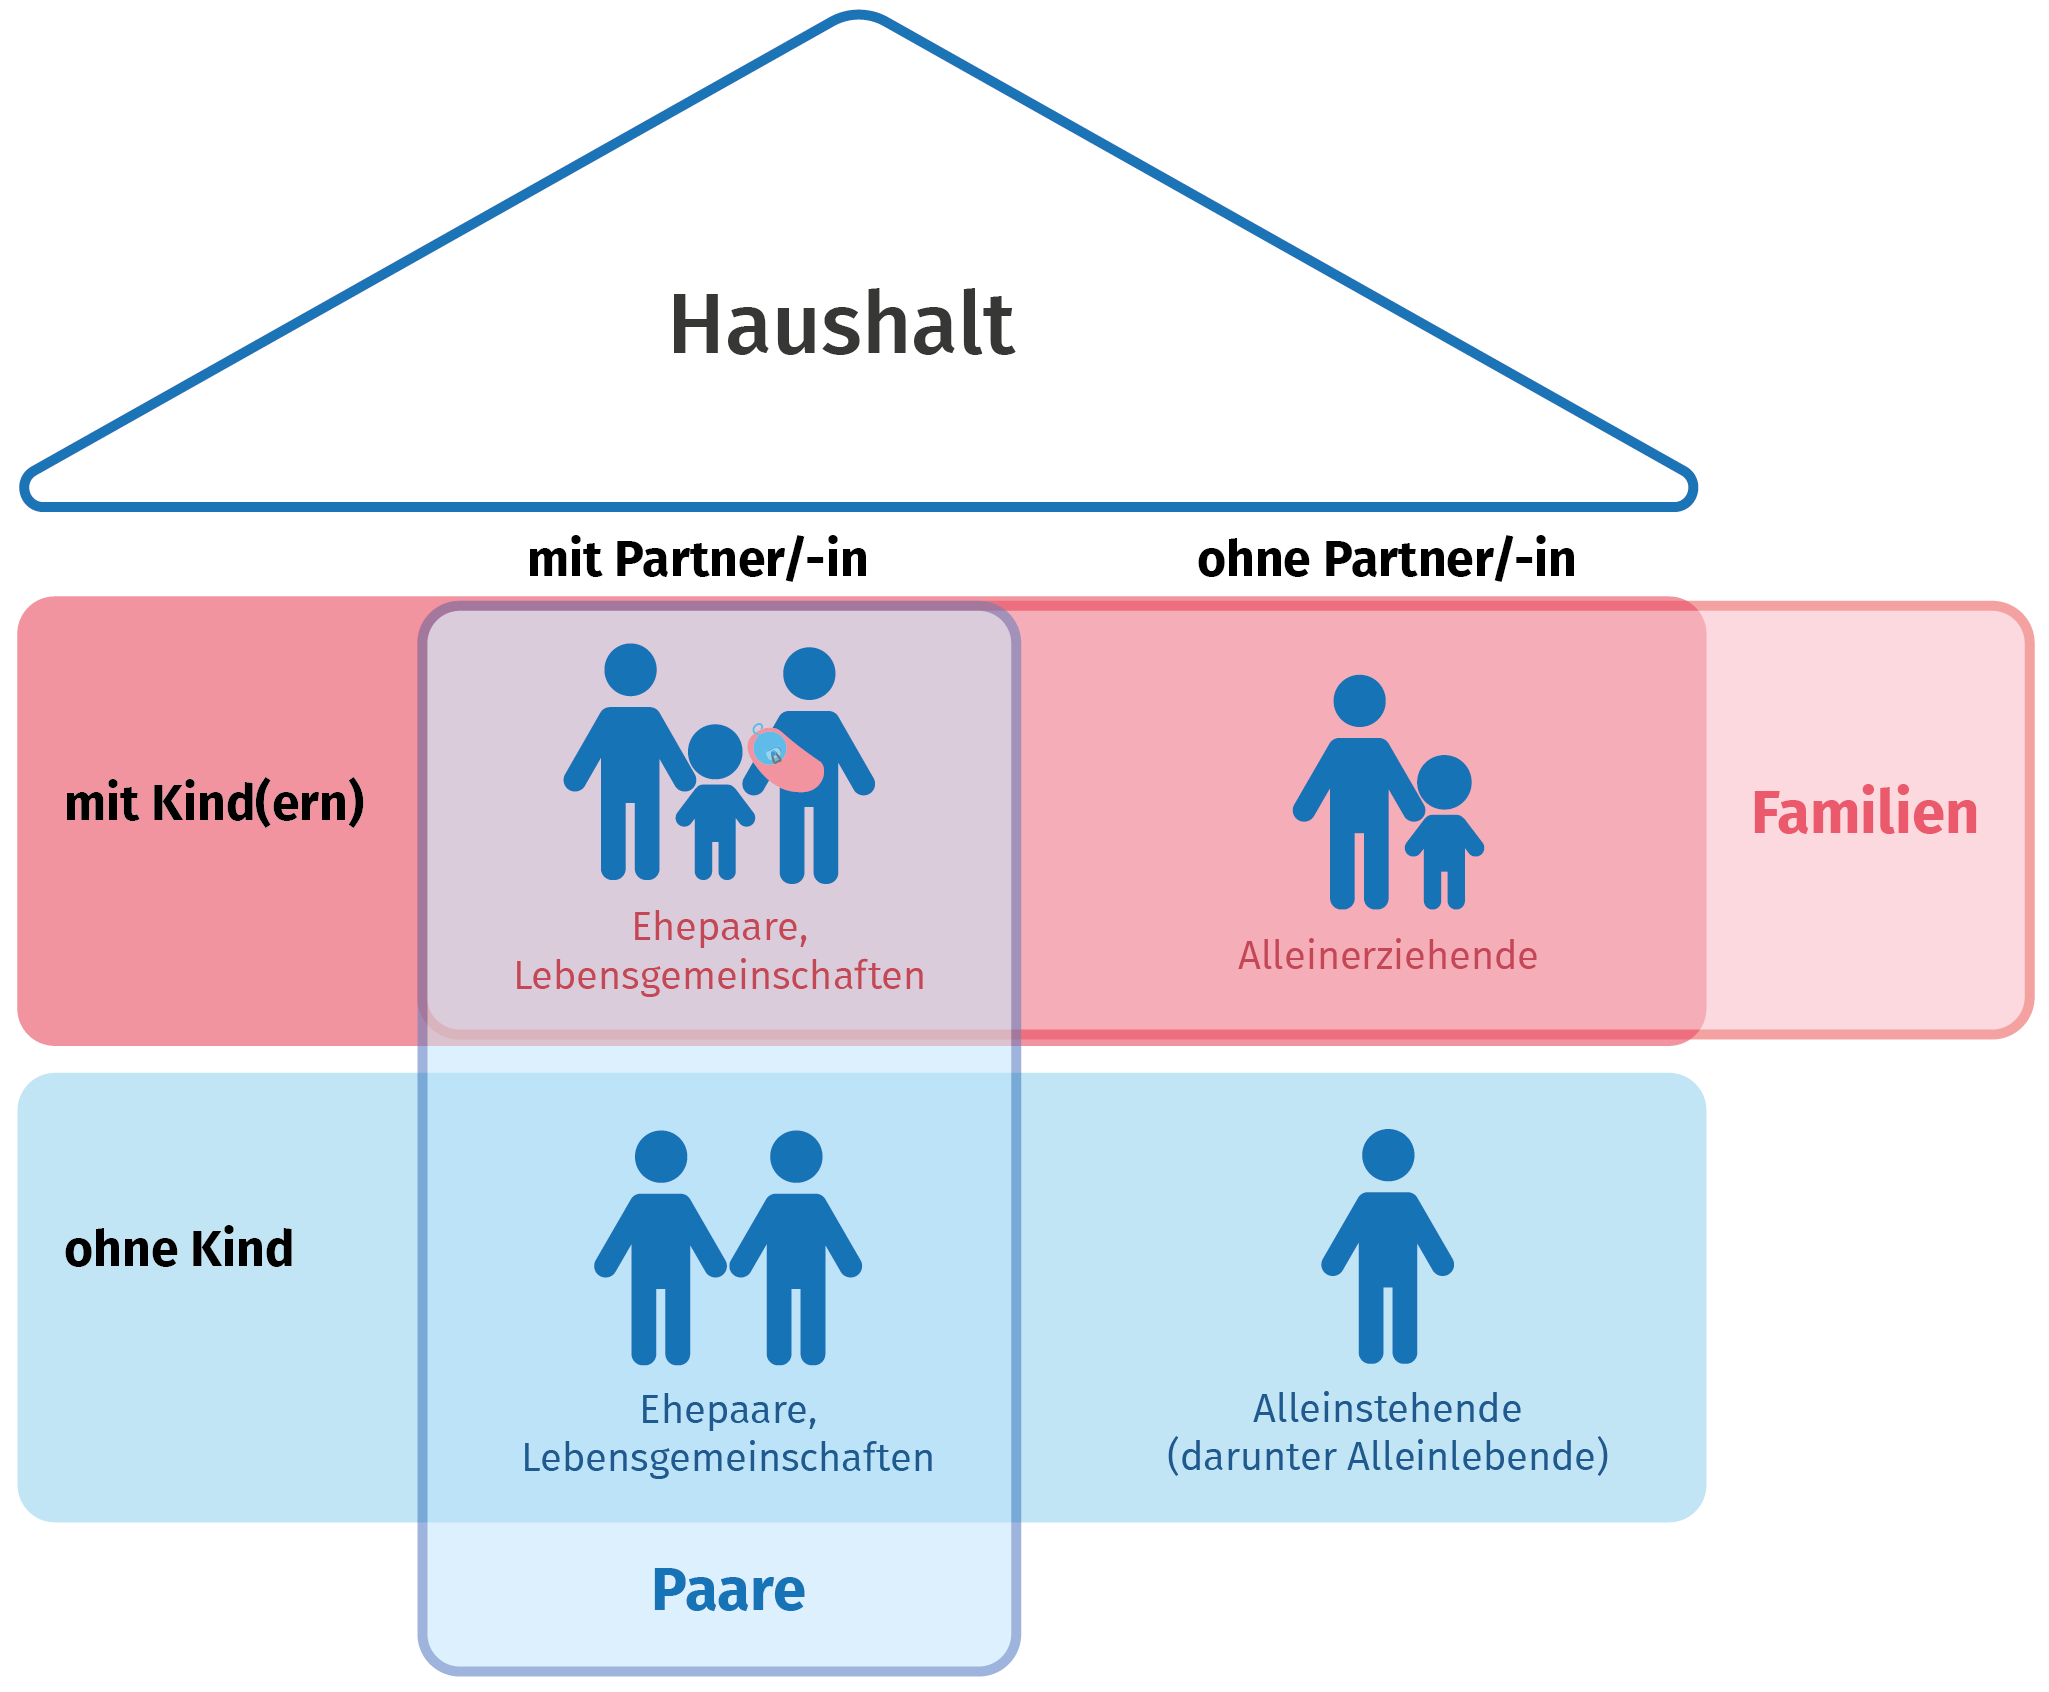 Haushalt
mit Partner/-in
ohne Partner/-in
mit Kind(ern)
Ehepaare,
Lebensgemeinschaften
Alleinerziehende
Familien
ohne Kind
Ehepaare,
Lebensgemeinschaften
Alleinstehende
(darunter Alleinlebende)
Paare